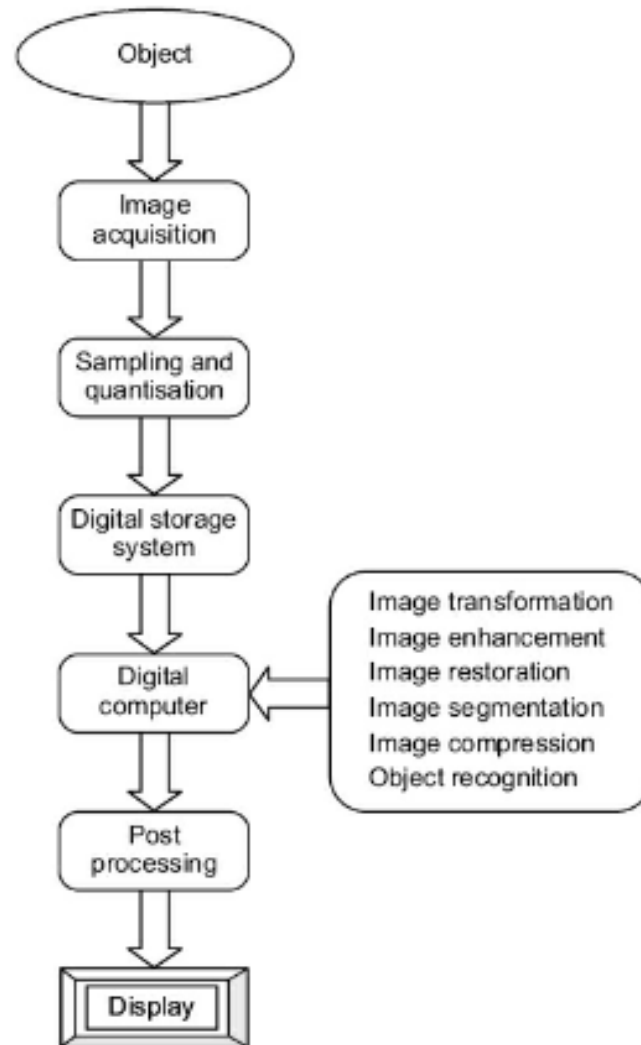 Object
Image
acquisition
Sampling and
quantisation
Digital storage
system
Digital
computer
Image transformation
Image enhancement
Image restoration
Image segmentation
Image compression
Object recognition
Post
processing
Display